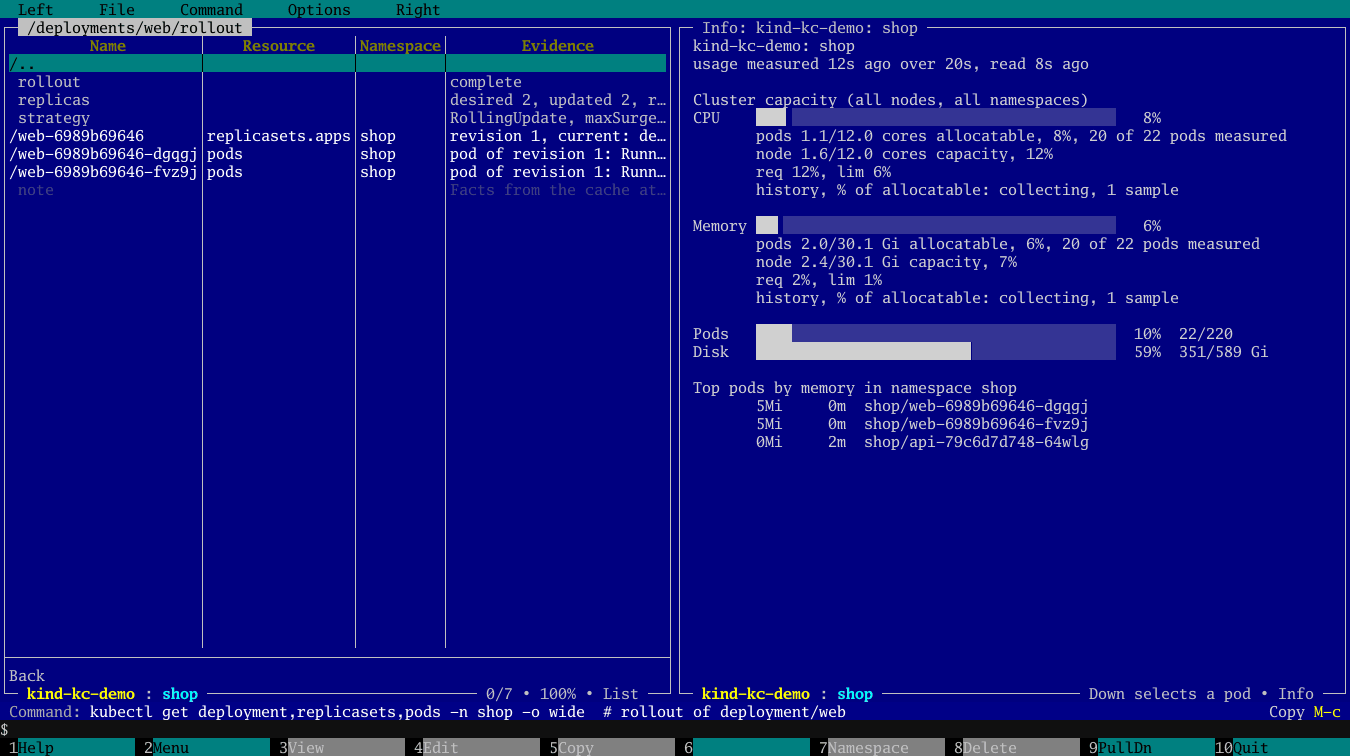 Left File Command Options Right
/deployments/web/rollout
Name Resource Namespace Evidence
/..
rollout complete
replicas desired 2, updated 2, r…
strategy RollingUpdate, maxSurge…
/web-6989b69646 replicasets.apps shop revision 1, current: de…
/web-6989b69646-dgqgj pods shop pod of revision 1: Runn…
/web-6989b69646-fvz9j pods shop pod of revision 1: Runn…
note Facts from the cache at…
Back
kind-kc-demo : shop 0/7 • 100% • List
Info: kind-kc-demo: shop
kind-kc-demo: shop
usage measured 12s ago over 20s, read 8s ago
Cluster capacity (all nodes, all namespaces)
CPU 8%
pods 1.1/12.0 cores allocatable, 8%, 20 of 22 pods measured
node 1.6/12.0 cores capacity, 12%
req 12%, lim 6%
history, % of allocatable: collecting, 1 sample
Memory 6%
pods 2.0/30.1 Gi allocatable, 6%, 20 of 22 pods measured
node 2.4/30.1 Gi capacity, 7%
req 2%, lim 1%
history, % of allocatable: collecting, 1 sample
Pods 10% 22/220
Disk 59% 351/589 Gi
Top pods by memory in namespace shop
5Mi 0m shop/web-6989b69646-dgqgj
5Mi 0m shop/web-6989b69646-fvz9j
0Mi 2m shop/api-79c6d7d748-64wlg
kind-kc-demo : shop Down selects a pod • Info
Command: kubectl get deployment,replicasets,pods -n shop -o wide # rollout of deployment/web
Copy M-c
$
1Help 2Menu 3View 4Edit 5Copy 6 7Namespace 8Delete 9PullDn 10Quit